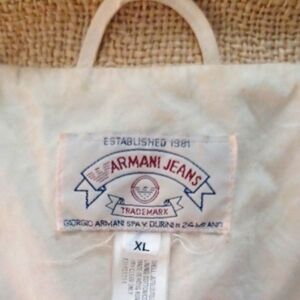 ESTABLISHED 1981
ARMANI JEANS
TRADEMARK
GIORGIO ARMANI SPA V. DURINI N 24 MILANO
XL